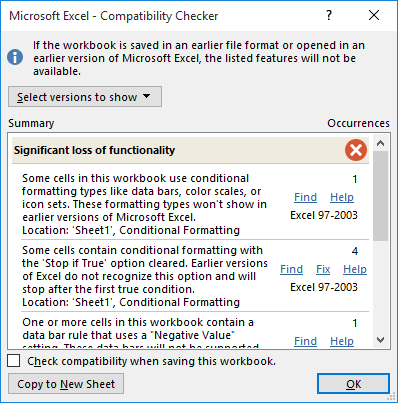 Microsoft Excel - Compatibility Checker ? ×
If the workbook is saved in an earlier file format or opened in an
earlier version of Microsoft Excel, the listed features will not be
available.
Select versions to show
Summary Occurrences
Significant loss of functionality
Some cells in this workbook use conditional 1
formatting types like data bars, color scales, or
icon sets. These formatting types won't show in Find Help
earlier versions of Microsoft Excel. Excel 97-2003
Location: 'Sheet1', Conditional Formatting
Some cells contain conditional formatting with 4
the 'Stop if True' option cleared. Earlier versions
of Excel do not recognize this option and will Find Fix Help
stop after the first true condition. Excel 97-2003
Location: 'Sheet1', Conditional Formatting
One or more cells in this workbook contain a 1
data bar rule that uses a "Negative Value" Find Help
setting. These data bars will not be supported
Check compatibility when saving this workbook.
Copy to New Sheet OK